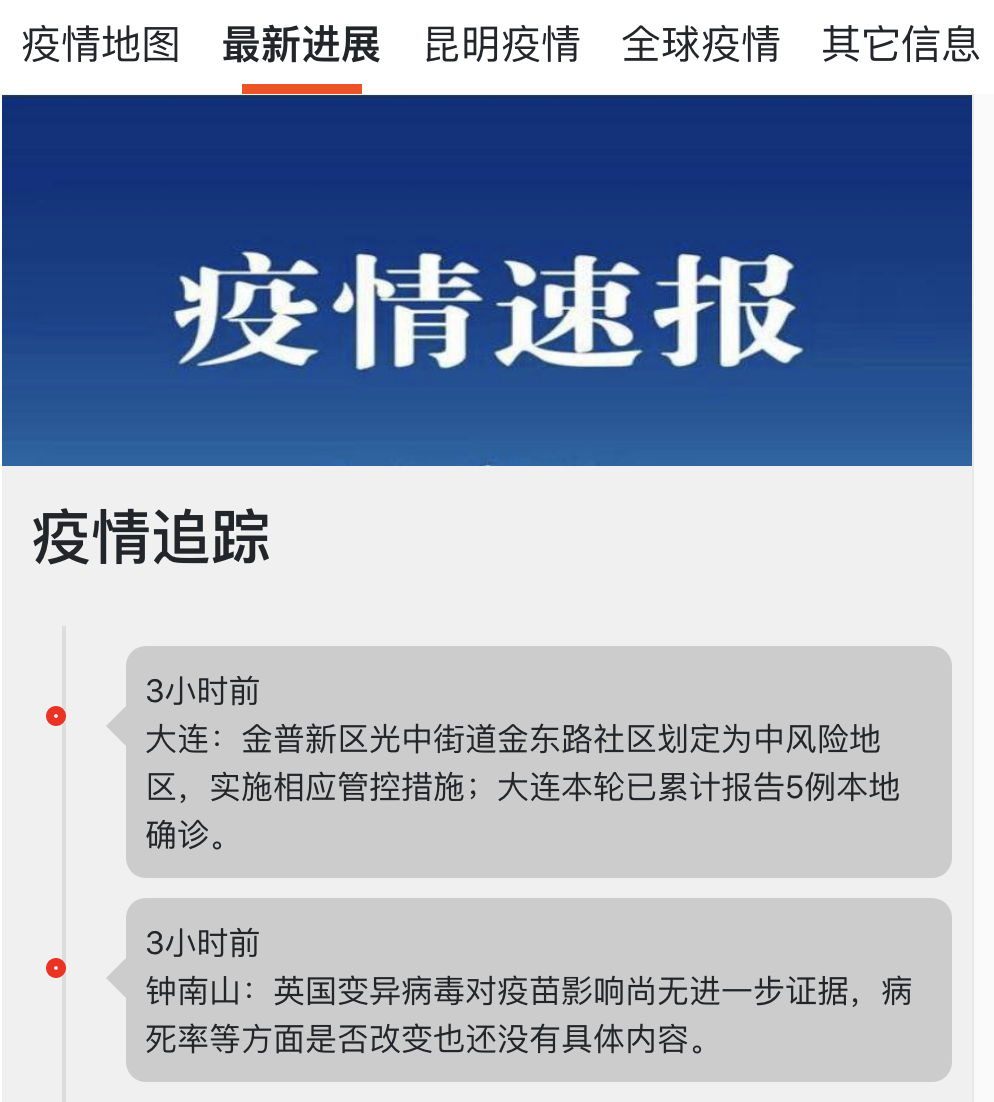 疫情地图 最新进展 昆明疫情 全球疫情 其它信息
疫情速报
疫情追踪
3小时前
大连：金普新区光中街道金东路社区划定为中风险地
区，实施相应管控措施；大连本轮已累计报告5例本地
确诊。
3小时前
钟南山：英国变异病毒对疫苗影响尚无进一步证据，病
死率等方面是否改变也还没有具体内容。